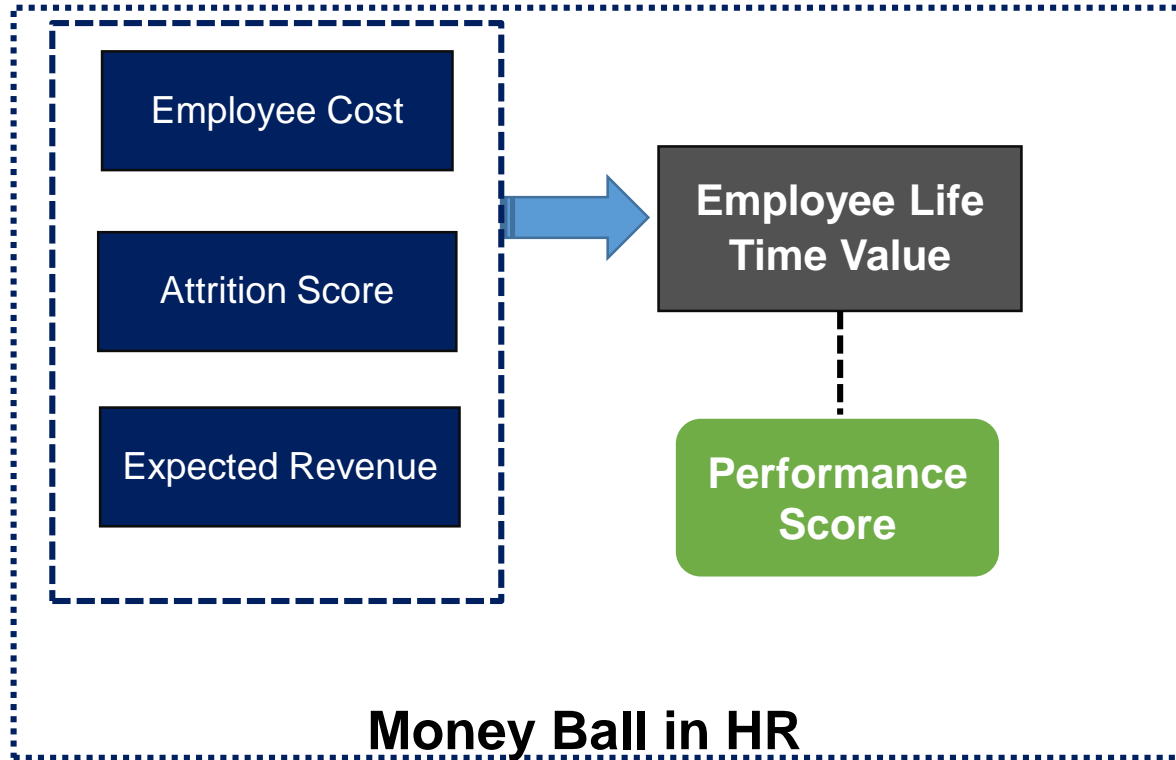 Employee Cost
Attrition Score
Expected Revenue
Employee Life
Time Value
Performance
Score
Money Ball in HR